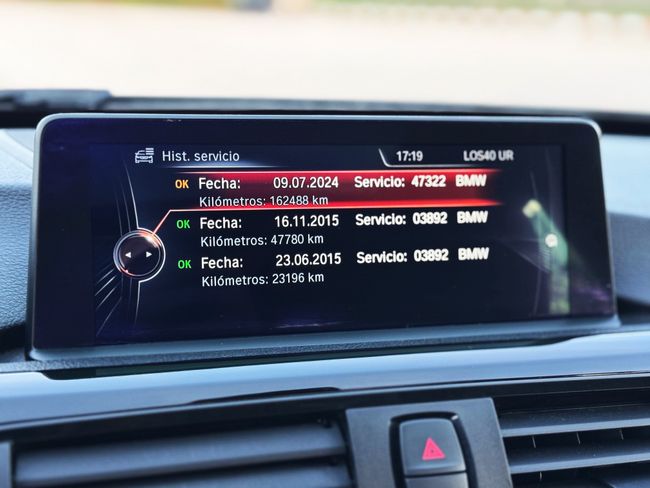 Hist. servicio 17:19 LOS40 UR
OK Fecha: 09.07.2024 Servicio: 47322 BMW
Kilómetros: 162488 km
OK Fecha: 16.11.2015 Servicio: 03892 BMW
Kilómetros: 47780 km
OK Fecha: 23.06.2015 Servicio: 03892 BMW
Kilómetros: 23196 km